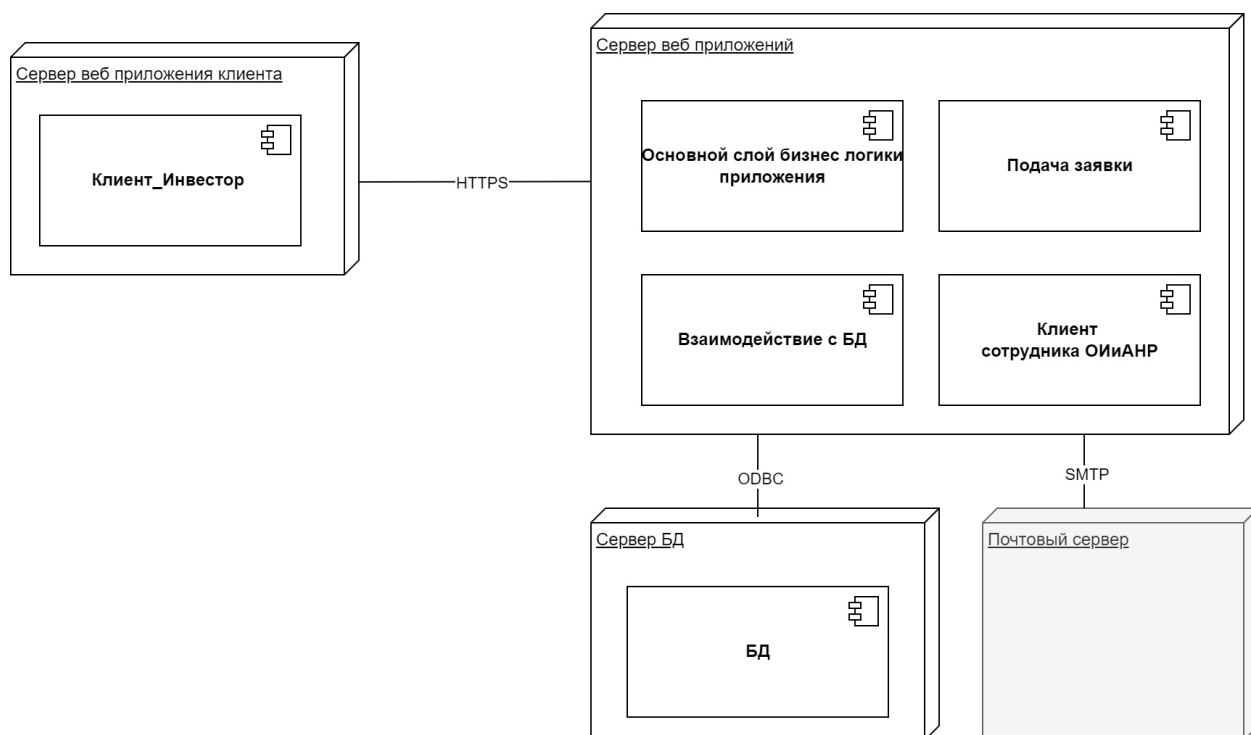 Сервер веб приложения клиента
Клиент_Инвестор
HTTPS
Сервер веб приложений
Основной слой бизнес логики
приложения
Подача заявки
Взаимодействие с БД
Клиент
сотрудника ОИиАНР
ODBC
SMTP
Сервер БД
БД
Почтовый сервер